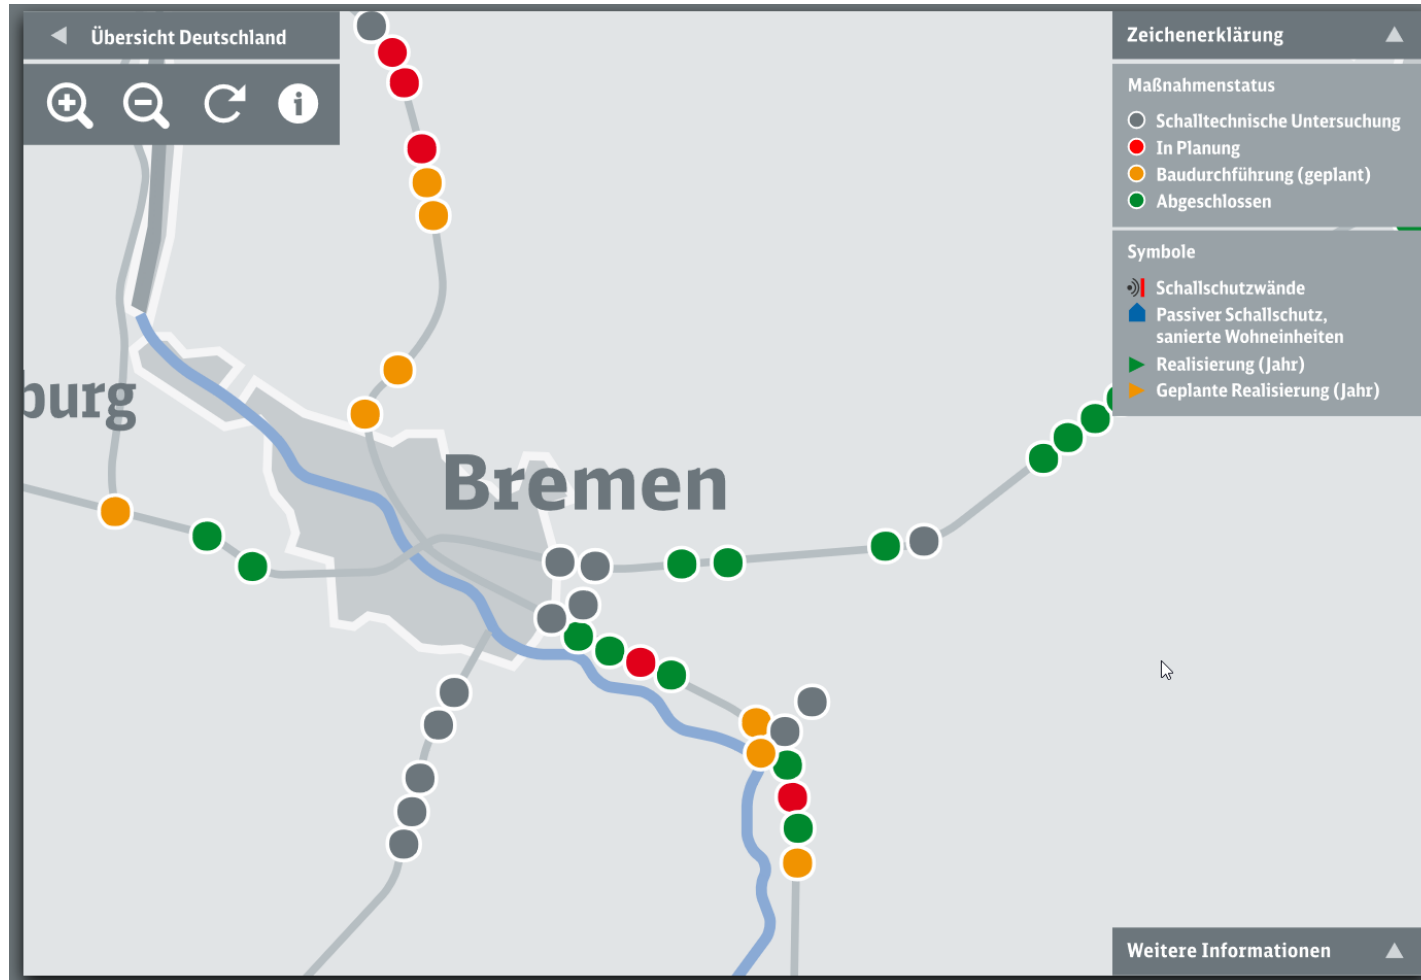 Übersicht Deutschland
Zeichenerklärung
Maßnahmenstatus
Schalltechnische Untersuchung
In Planung
Baudurchführung (geplant)
Abgeschlossen
Symbole
Schallschutzwände
Passiver Schallschutz,
sanierte Wohneinheiten
Realisierung (Jahr)
Geplante Realisierung (Jahr)
burg
Bremen
Weitere Informationen